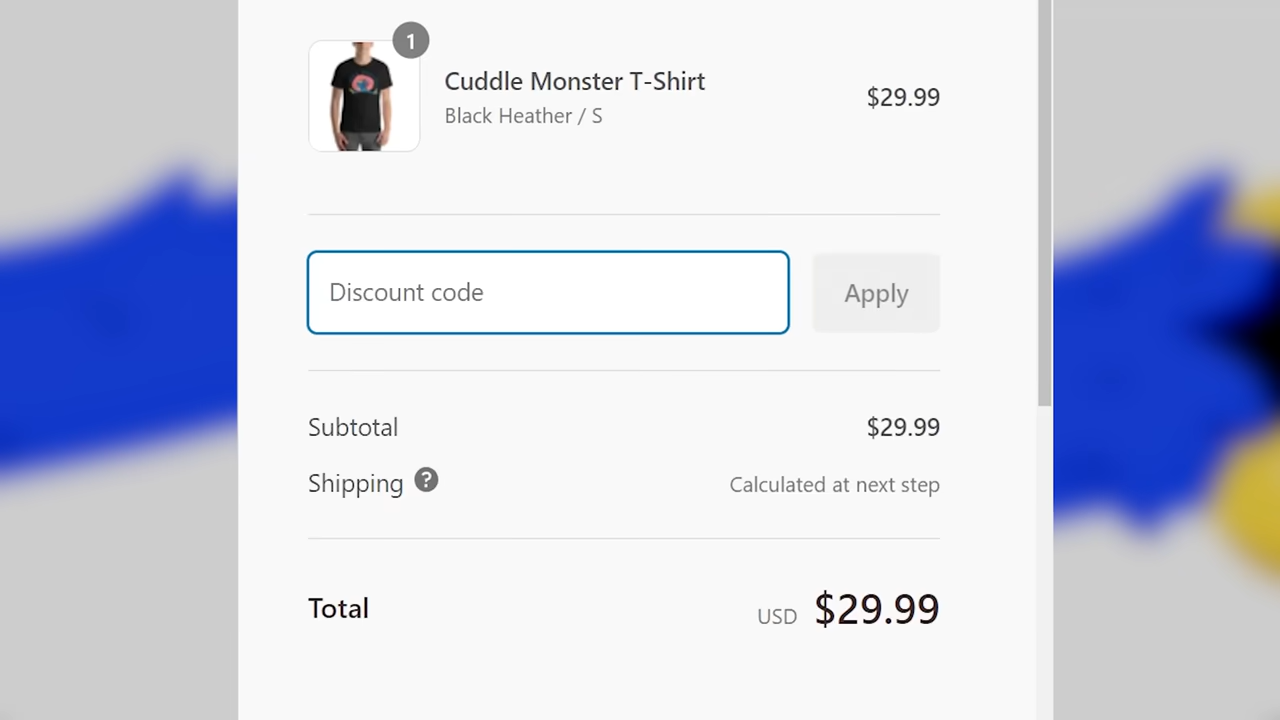 1
Cuddle Monster T-Shirt
Black Heather / S
$29.99
Discount code
Apply
Subtotal
$29.99
Shipping ?
Calculated at next step
Total
USD $29.99